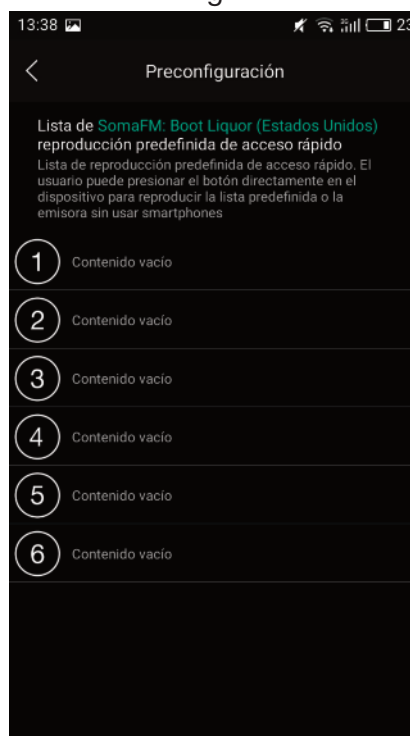 13:38 23
Preconfiguración
Lista de SomaFM: Boot Liquor (Estados Unidos)
reproducción predefinida de acceso rápido
Lista de reproducción predefinida de acceso rápido. El
usuario puede presionar el botón directamente en el
dispositivo para reproducir la lista predefinida o la
emisora sin usar smartphones
1 Contenido vacío
2 Contenido vacío
3 Contenido vacío
4 Contenido vacío
5 Contenido vacío
6 Contenido vacío